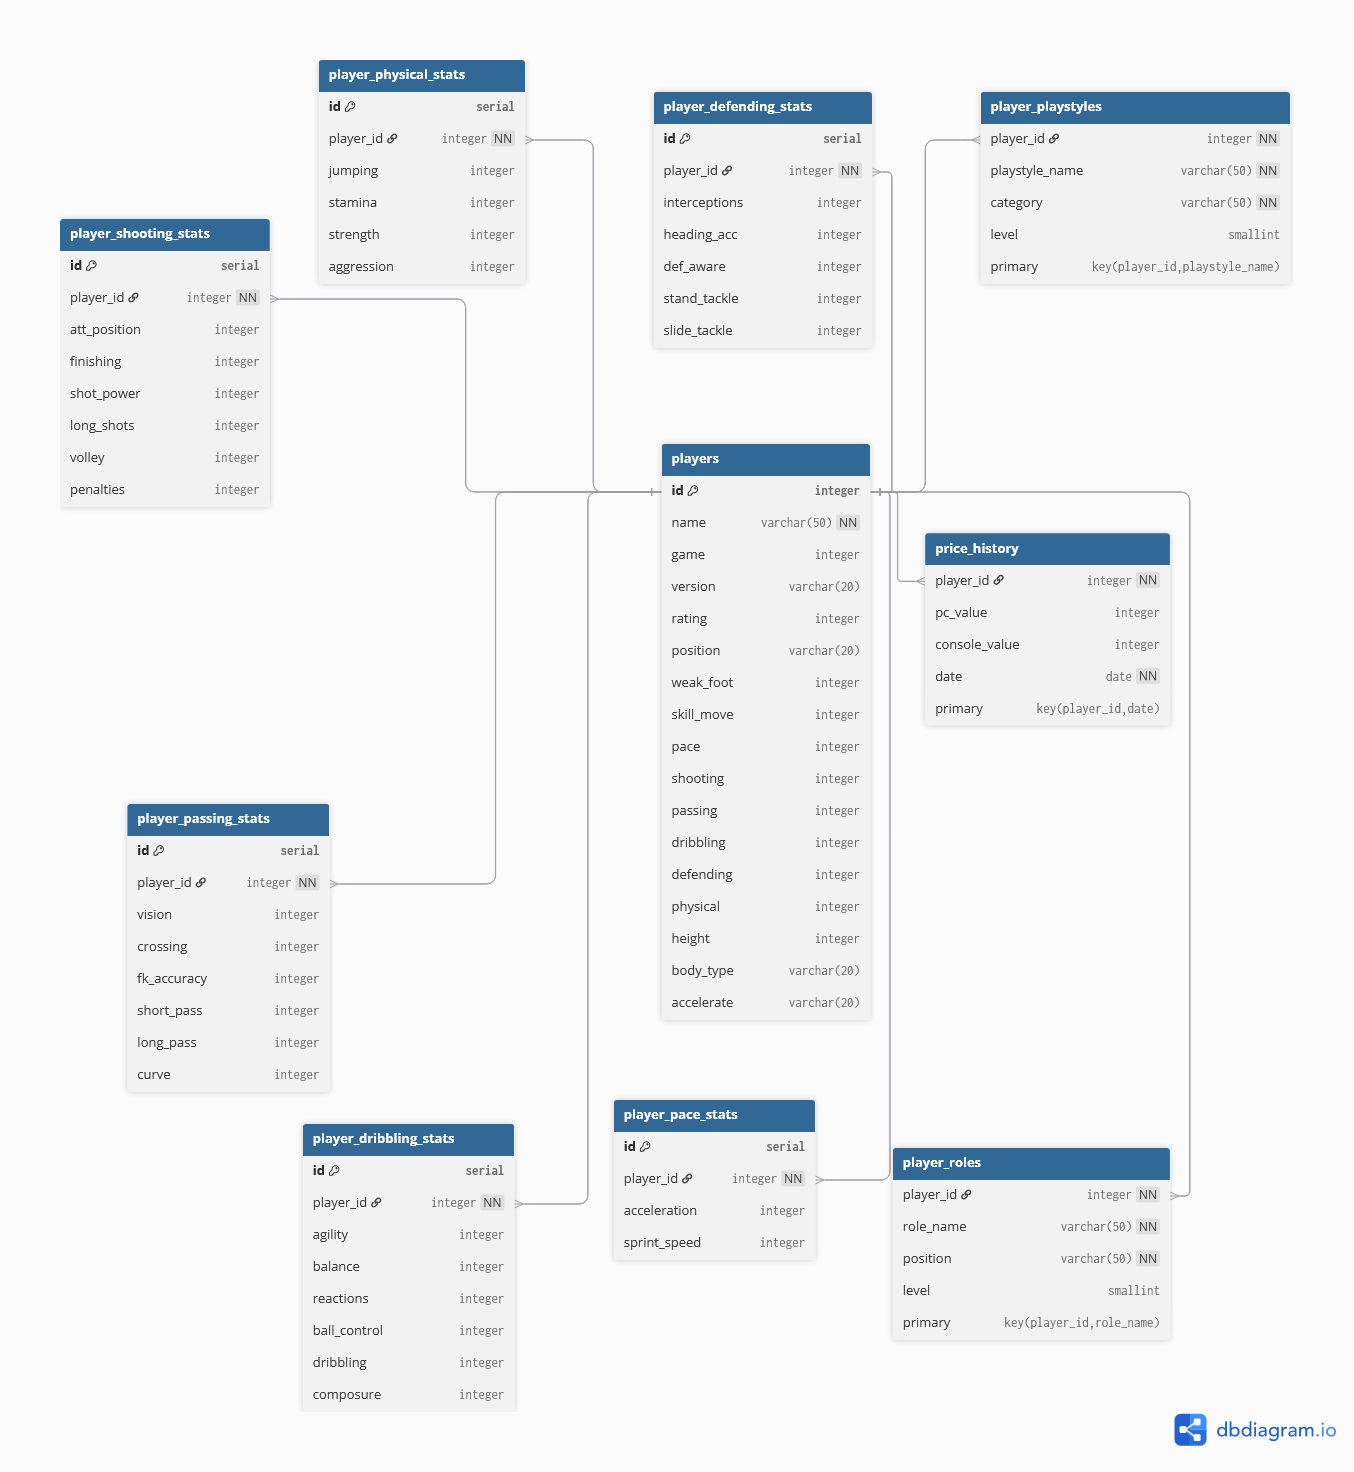 player_physical_stats
id serial
player_id integer NN
jumping integer
stamina integer
strength integer
aggression integer
player_defending_stats
id serial
player_id integer NN
interceptions integer
heading_acc integer
def_aware integer
stand_tackle integer
slide_tackle integer
player_playstyles
player_id integer NN
playstyle_name varchar(50) NN
category varchar(50) NN
level smallint
primary key(player_id,playstyle_name)
player_shooting_stats
id serial
player_id integer NN
att_position integer
finishing integer
shot_power integer
long_shots integer
volley integer
penalties integer
players
id integer
name varchar(50) NN
game integer
version varchar(20)
rating integer
position varchar(20)
weak_foot integer
skill_move integer
pace integer
shooting integer
passing integer
dribbling integer
defending integer
physical integer
height integer
body_type varchar(20)
accelerate varchar(20)
price_history
player_id integer NN
pc_value integer
console_value integer
date date NN
primary key(player_id,date)
player_passing_stats
id serial
player_id integer NN
vision integer
crossing integer
fk_accuracy integer
short_pass integer
long_pass integer
curve integer
player_dribbling_stats
id serial
player_id integer NN
agility integer
balance integer
reactions integer
ball_control integer
dribbling integer
composure integer
player_pace_stats
id serial
player_id integer NN
acceleration integer
sprint_speed integer
player_roles
player_id integer NN
role_name varchar(50) NN
position varchar(50) NN
level smallint
primary key(player_id,role_name)
dbdiagram.io